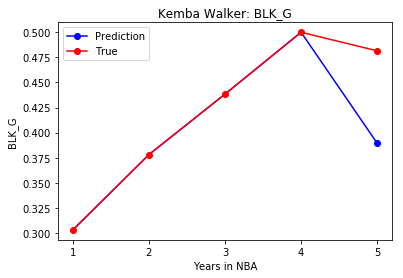 Kemba Walker: BLK_G
Prediction
True
BLK_G
0.500
0.475
0.450
0.425
0.400
0.375
0.350
0.325
0.300
1 2 3 4 5
Years in NBA